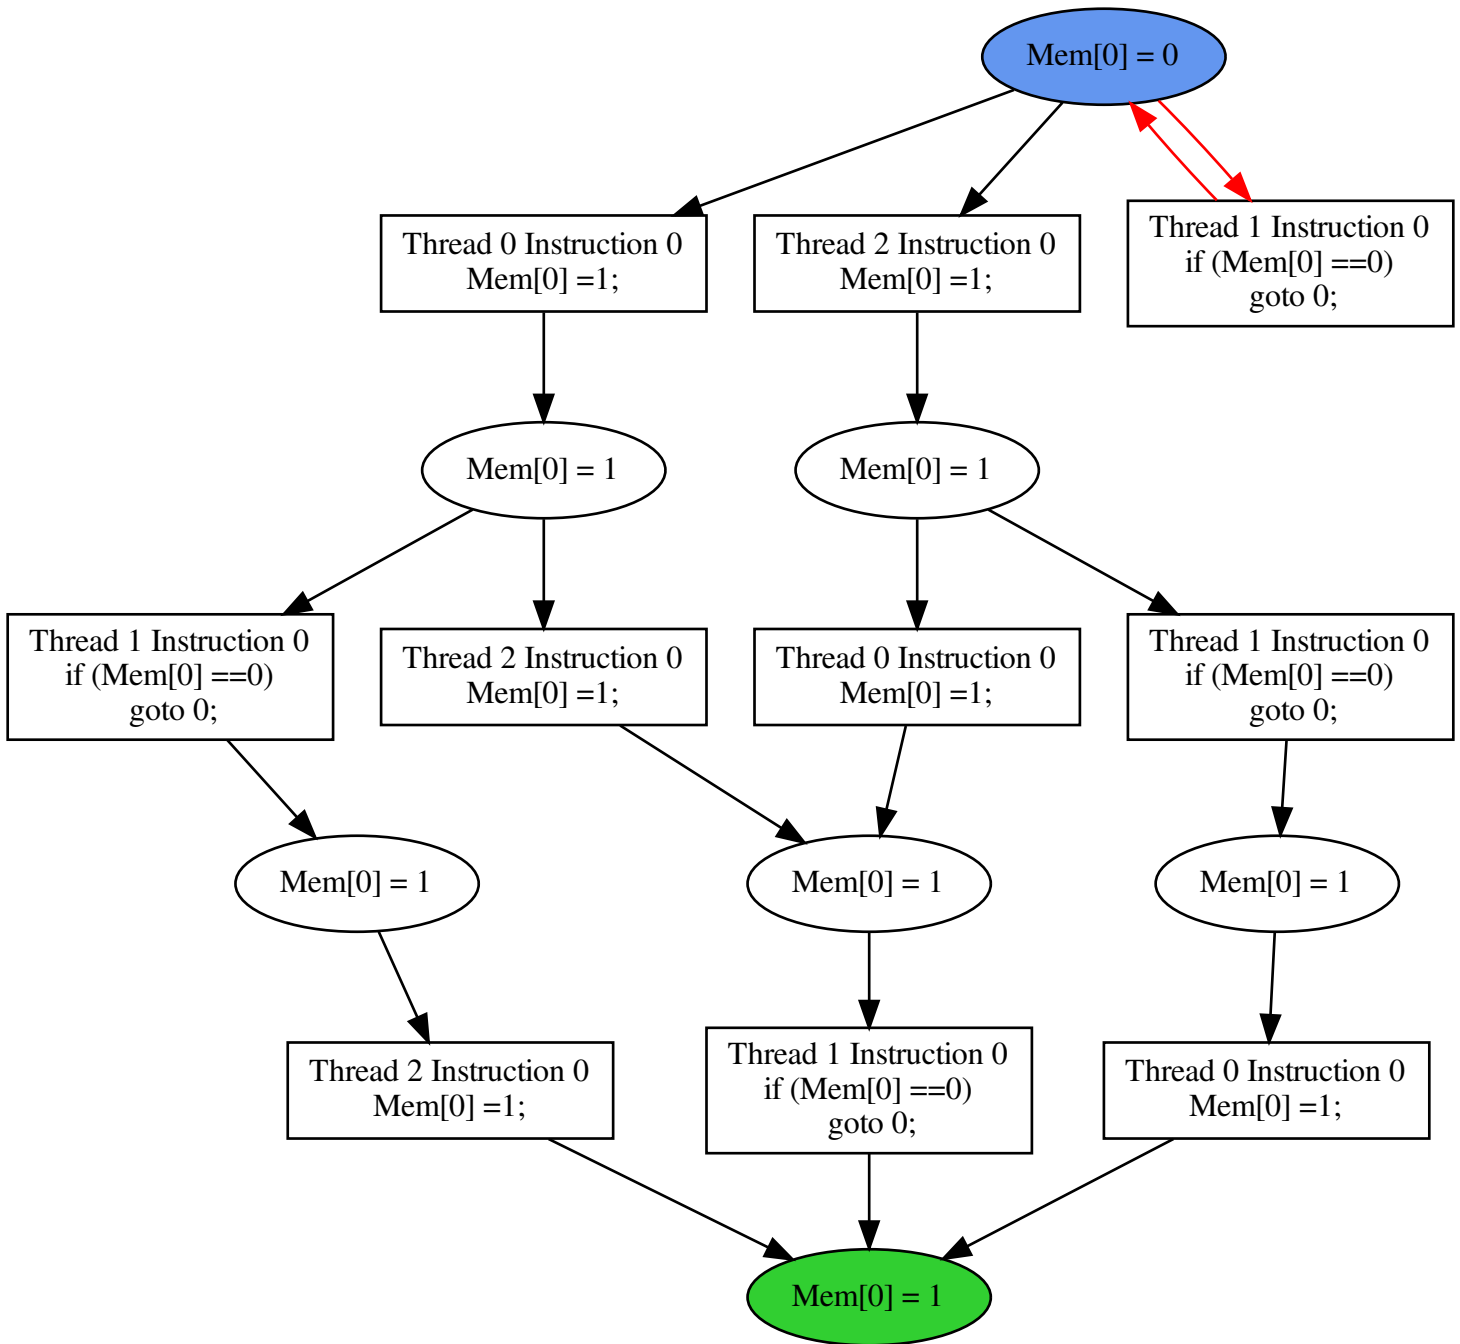 Mem[0] = 0
Thread 0 Instruction 0
Mem[0] =1;
Thread 2 Instruction 0
Mem[0] =1;
Thread 1 Instruction 0
if (Mem[0] ==0)
goto 0;
Mem[0] = 1
Mem[0] = 1
Thread 1 Instruction 0
if (Mem[0] ==0)
goto 0;
Thread 2 Instruction 0
Mem[0] =1;
Thread 0 Instruction 0
Mem[0] =1;
Thread 1 Instruction 0
if (Mem[0] ==0)
goto 0;
Mem[0] = 1
Mem[0] = 1
Mem[0] = 1
Thread 2 Instruction 0
Mem[0] =1;
Thread 1 Instruction 0
if (Mem[0] ==0)
goto 0;
Thread 0 Instruction 0
Mem[0] =1;
Mem[0] = 1